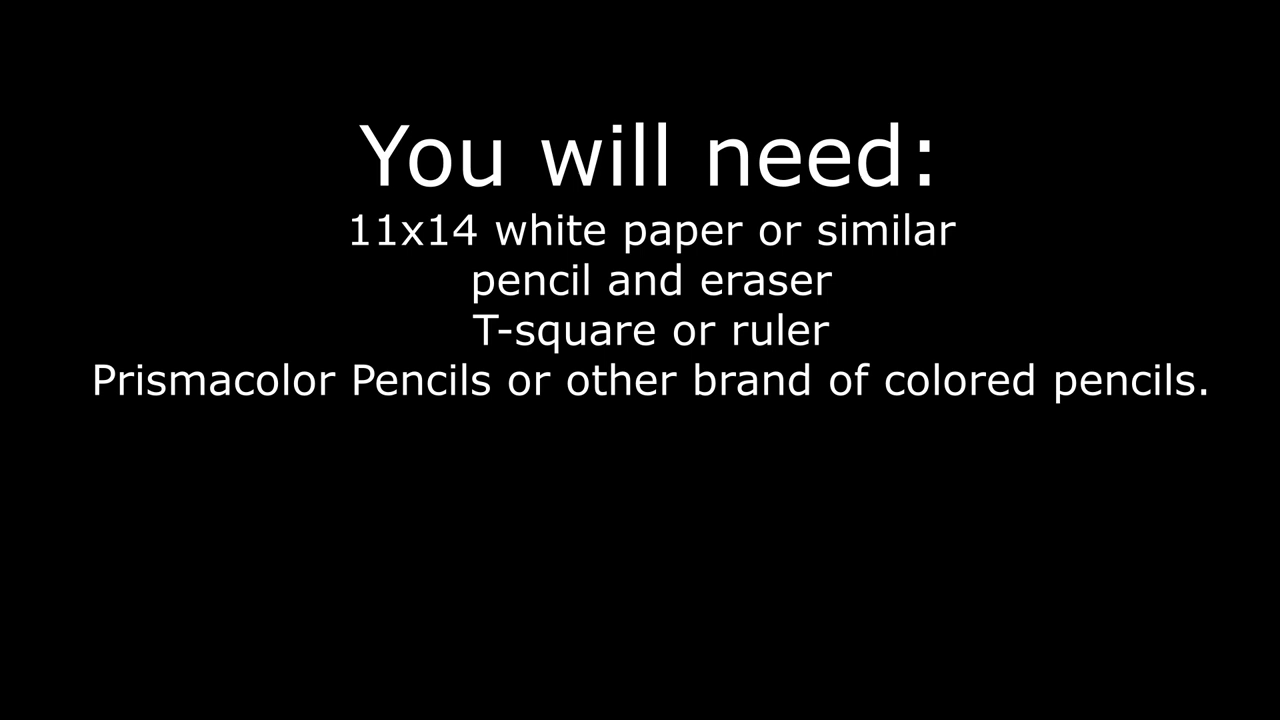 You will need:
11x14 white paper or similar
pencil and eraser
T-square or ruler
Prismacolor Pencils or other brand of colored pencils.